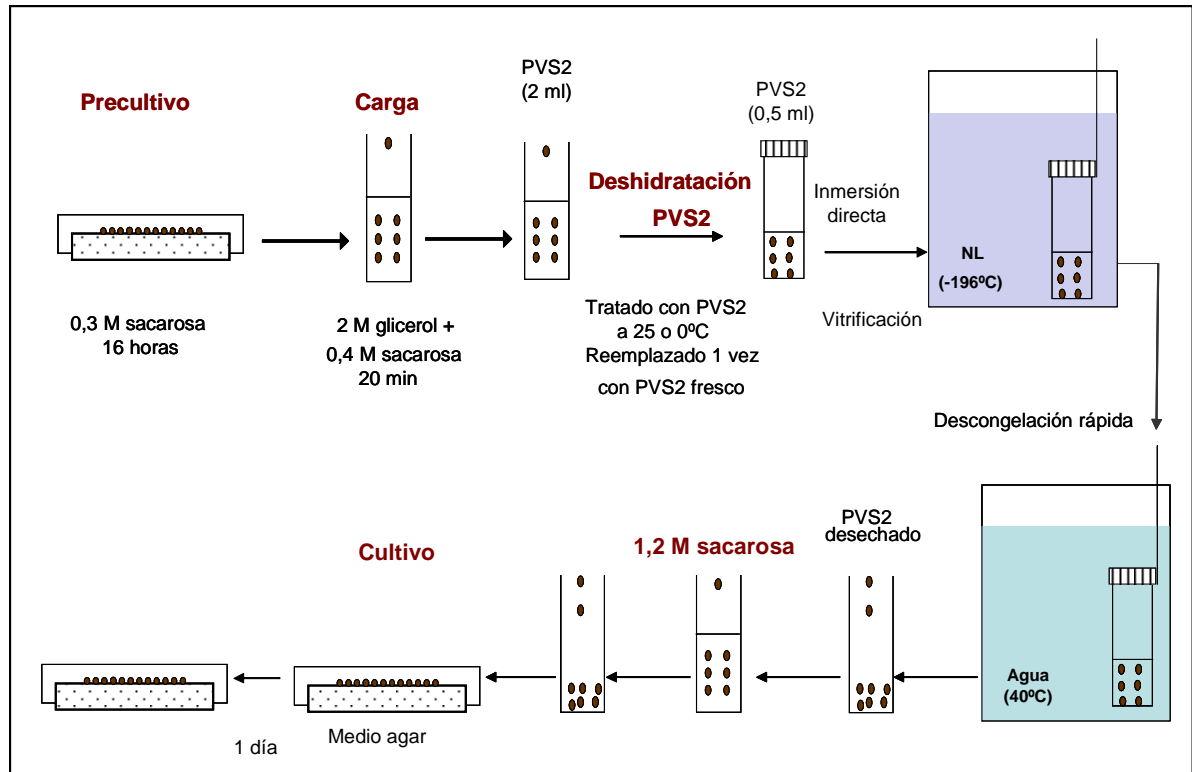 Precultivo
0,3 M sacarosa
16 horas
Carga
2 M glicerol +
0,4 M sacarosa
20 min
PVS2
(2 ml)
Deshidratación
PVS2
Tratado con PVS2
a 25 o 0ºC
Reemplazado 1 vez
con PVS2 fresco
PVS2
(0,5 ml)
Inmersión
directa
Vitrificación
NL
(-196ºC)
Descongelación rápida
Agua
(40ºC)
PVS2
desechado
1,2 M sacarosa
Cultivo
Medio agar
1 día